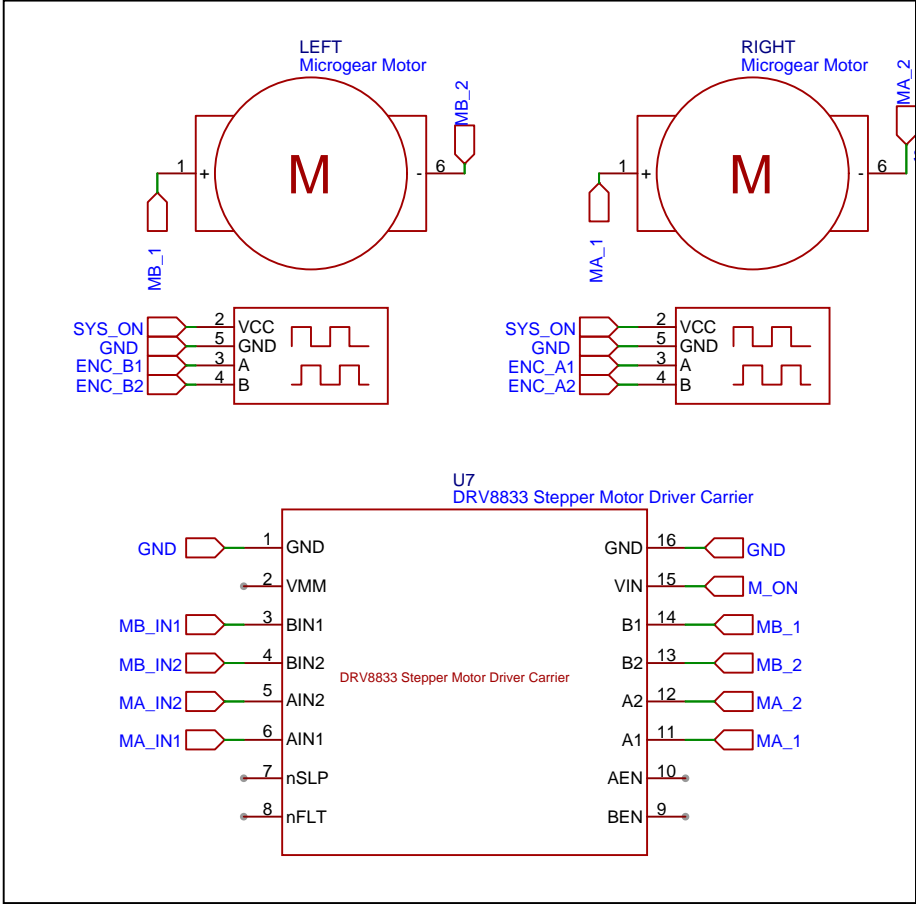 LEFT
Microgear Motor
MB_2
1
+
M
-
6
MB_1
RIGHT
Microgear Motor
MA_2
1
+
M
-
6
MA_1
SYS_ON 2 VCC
GND 5 GND
ENC_B1 3 A
ENC_B2 4 B
SYS_ON 2 VCC
GND 5 GND
ENC_A1 3 A
ENC_A2 4 B
U7
DRV8833 Stepper Motor Driver Carrier
GND 1 GND GND 16 GND
2 VMM VIN 15 M_ON
MB_IN1 3 BIN1 B1 14 MB_1
MB_IN2 4 BIN2 B2 13 MB_2
DRV8833 Stepper Motor Driver Carrier
MA_IN2 5 AIN2 A2 12 MA_2
MA_IN1 6 AIN1 A1 11 MA_1
7 nSLP AEN 10
8 nFLT BEN 9